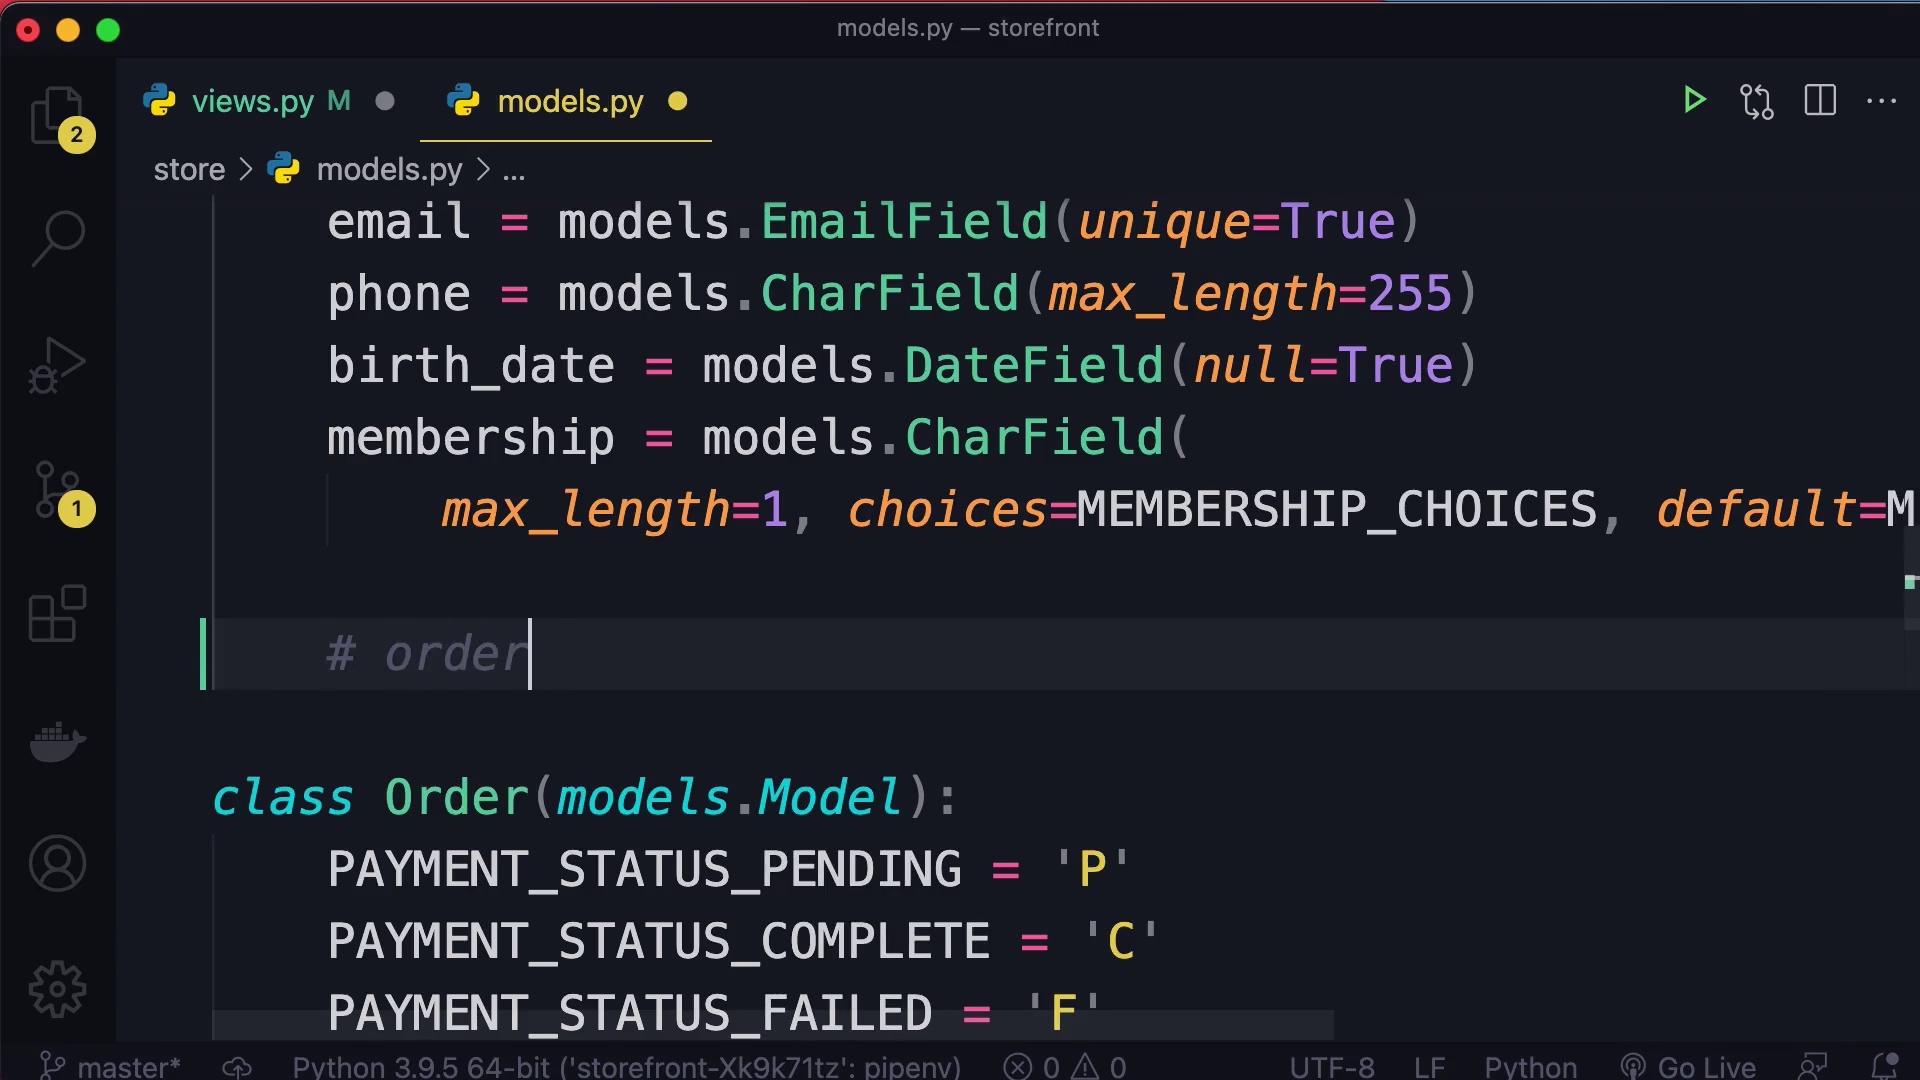 models.py — storefront
views.py M
models.py
2
store > models.py > ...
email = models.EmailField(unique=True)
phone = models.CharField(max_length=255)
birth_date = models.DateField(null=True)
membership = models.CharField(
max_length=1, choices=MEMBERSHIP_CHOICES, default=M
1
# order
class Order(models.Model):
PAYMENT_STATUS_PENDING = 'P'
PAYMENT_STATUS_COMPLETE = 'C'
PAYMENT_STATUS_FAILED = 'F'
master* Python 3.9.5 64-bit ('storefront-Xk9k71tz': pipenv) 0 0 UTF-8 LF Python Go Live